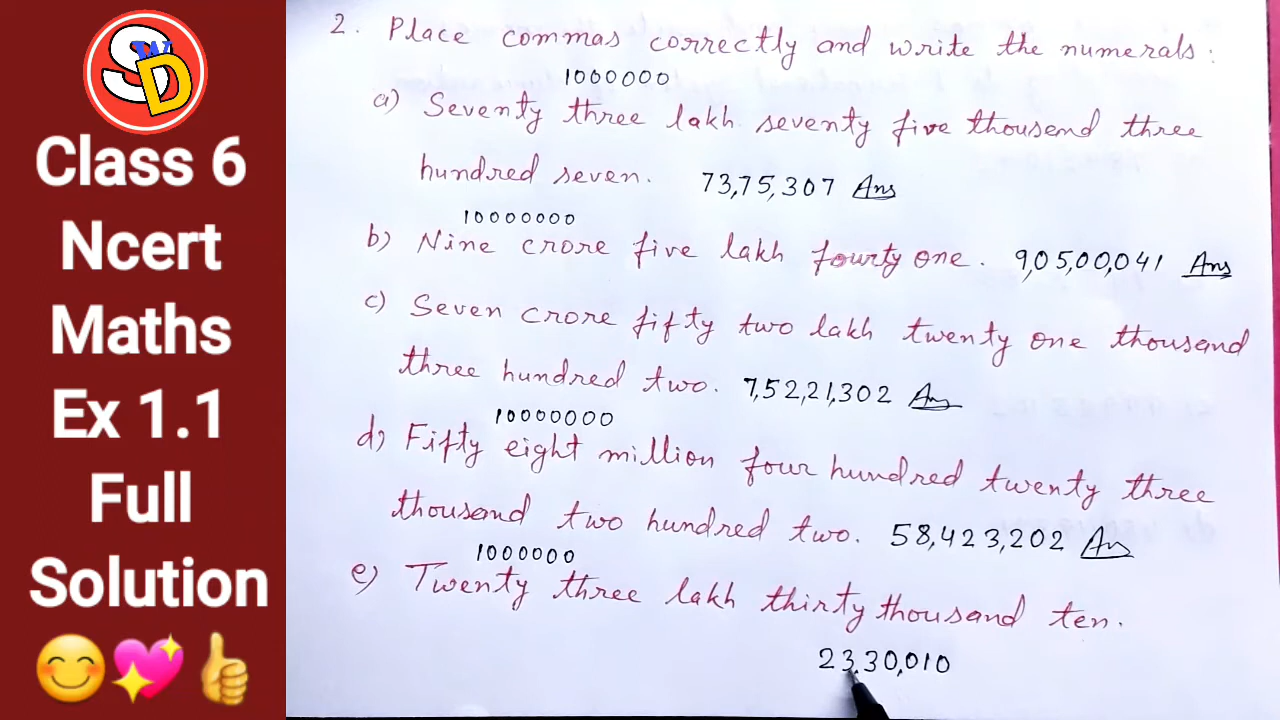 SWD
Class 6
Ncert
Maths
Ex 1.1
Full
Solution
2. Place commas correctly and write the numerals:
1000000
a) Seventy three lakh seventy five thousand three
hundred seven. 73,75,307 Ans
10000000
b) Nine crore five lakh fourty one. 9,05,00,041 Ans
c) Seven crore fifty two lakh twenty one thousand
three hundred two. 7,52,21,302 Ans
10000000
d) Fifty eight million four hundred twenty three
thousand two hundred two. 58,423,202 Ans
1000000
e) Twenty three lakh thirty thousand ten.
23,30,010